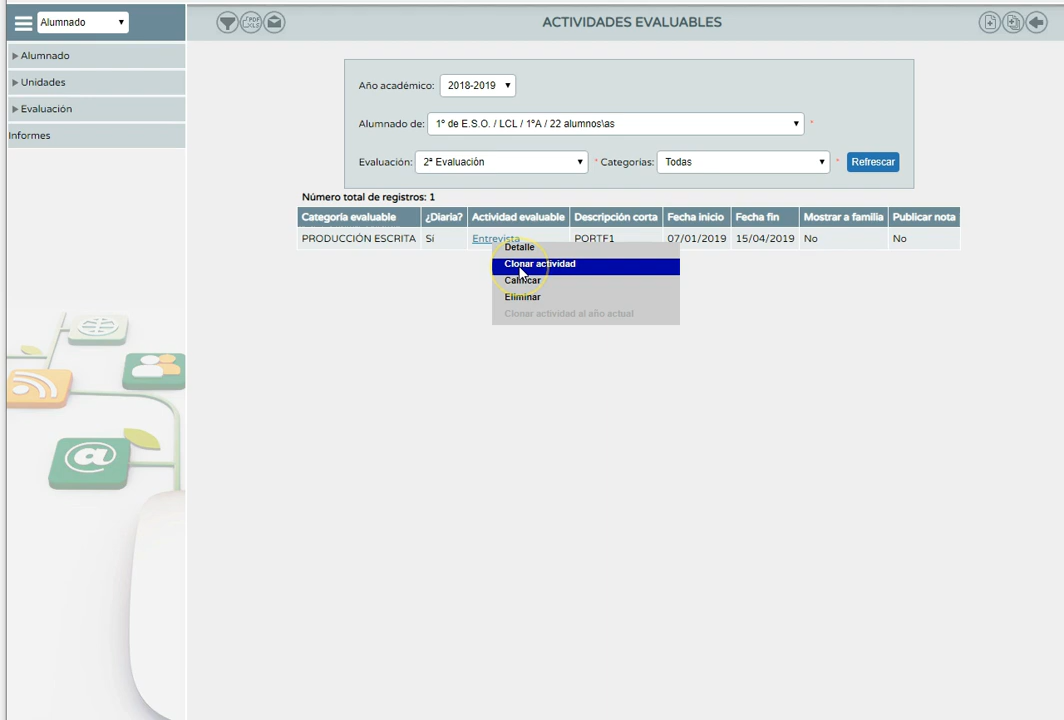 Alumnado
PDF
XLS
ACTIVIDADES EVALUABLES
Alumnado
Unidades
Evaluación
Informes
Año académico: 2018-2019
Alumnado de: 1º de E.S.O. / LCL / 1ºA / 22 alumnos\as *
Evaluación: 2ª Evaluación * Categorías: Todas * Refrescar
Número total de registros: 1
Categoría evaluable ¿Diaria? Actividad evaluable Descripción corta Fecha inicio Fecha fin Mostrar a familia Publicar nota
PRODUCCIÓN ESCRITA Sí Entrevista PORTF1 07/01/2019 15/04/2019 No No
Detalle
Clonar actividad
Calificar
Eliminar
Clonar actividad al año actual
@